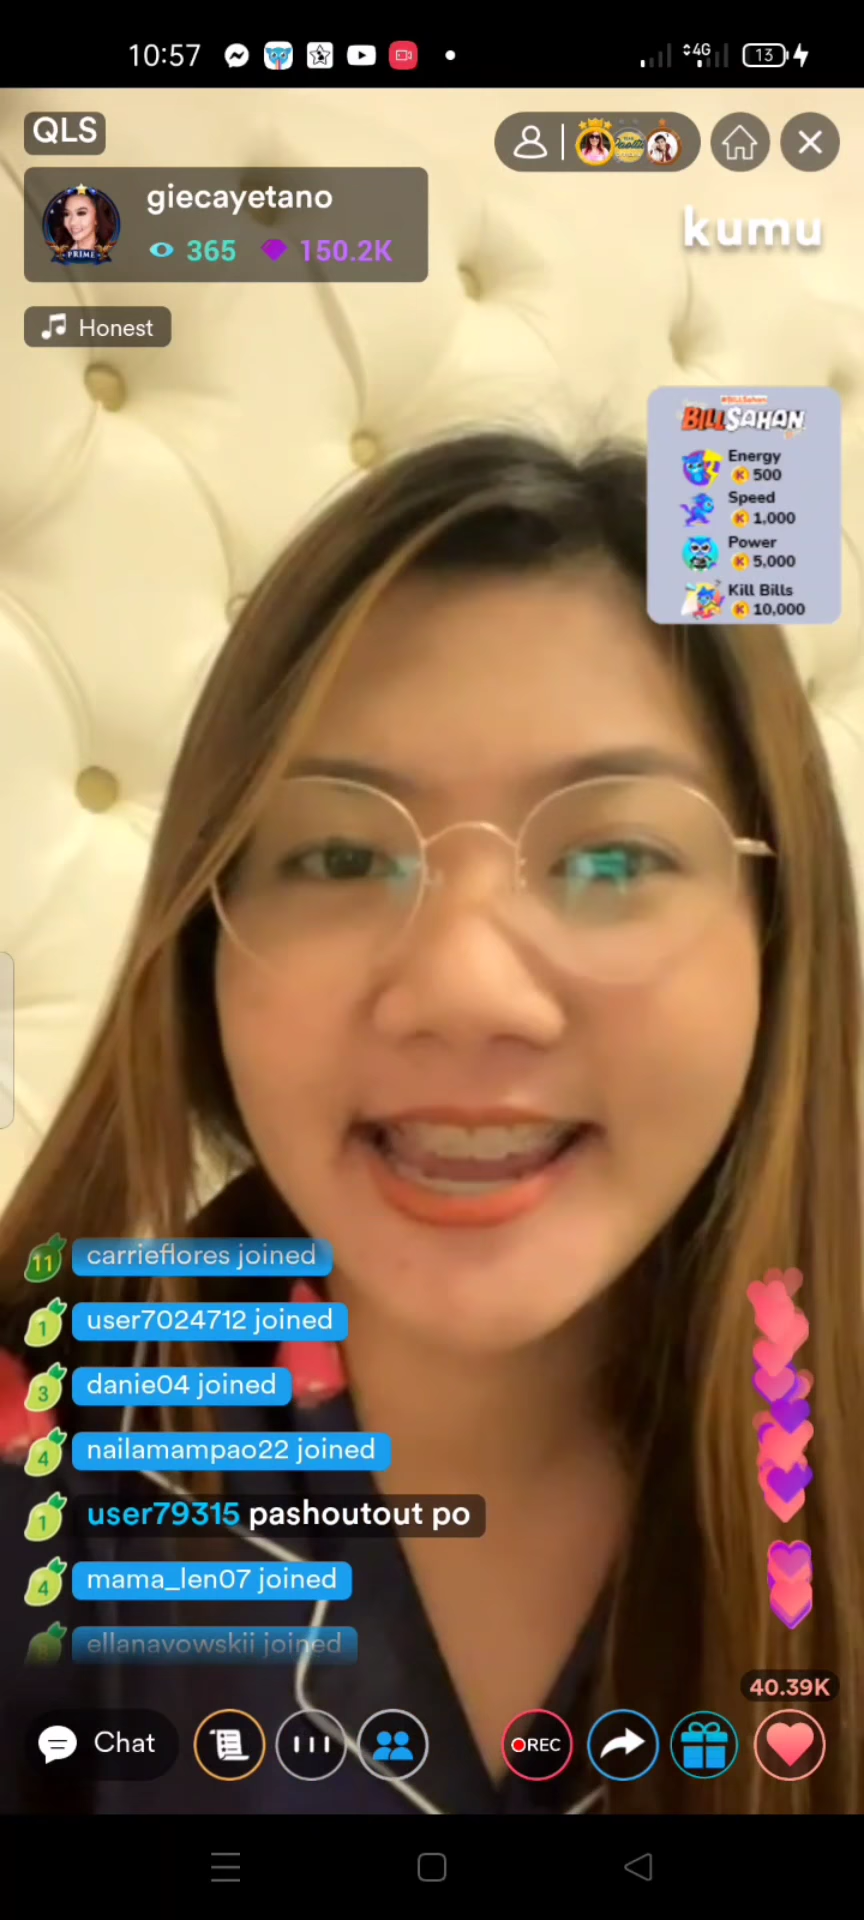 10:57
4G
13
QLS
giecayetano
365 150.2K
PRIME
kumu
Honest
#BILLSahan
BILLSAHAN
Energy
K 500
Speed
K 1,000
Power
K 5,000
Kill Bills
K 10,000
11 carrieflores joined
1 user7024712 joined
3 danie04 joined
4 nailamampao22 joined
1 user79315 pashoutout po
4 mama_len07 joined
ellanavowskii joined
40.39K
Chat
REC